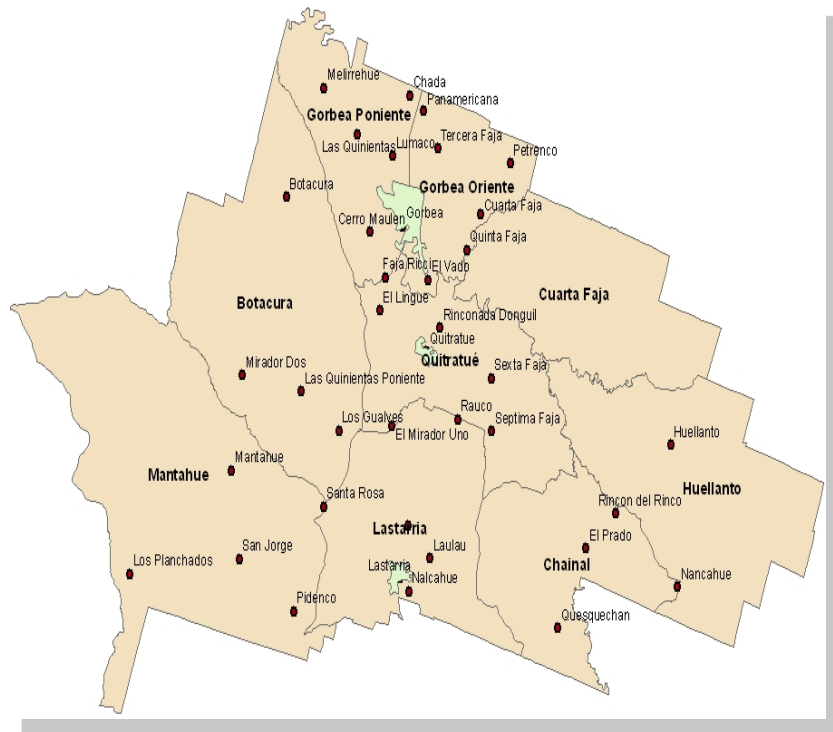 Melirrehue
Chada
Panamericana
Gorbea Poniente
Las Quinientas
Lumaco
Tercera Faja
Petrenco
Botacura
Gorbea Oriente
Cuarta Faja
Cerro Maulen
Gorbea
Quinta Faja
Faja Ricci
El Vado
Cuarta Faja
Botacura
El Lingue
Rinconada Donguil
Quitratue
Quitratué
Mirador Dos
Sexta Faja
Las Quinientas Poniente
Rauco
Los Gualves
El Mirador Uno
Septima Faja
Huellanto
Mantahue
Mantahue
Huellanto
Santa Rosa
Rincon del Rinco
Lastarria
El Prado
San Jorge
Laulau
Los Planchados
Lastarria
Chainal
Nalcahue
Nancahue
Pidenco
Quesquechan